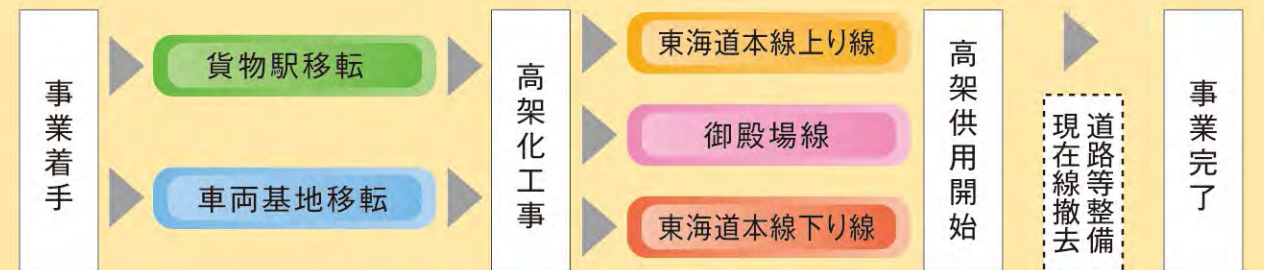 事業着手
貨物駅移転
車両基地移転
高架化工事
東海道本線上り線
御殿場線
東海道本線下り線
高架供用開始
道路等整備
現在線撤去
事業完了